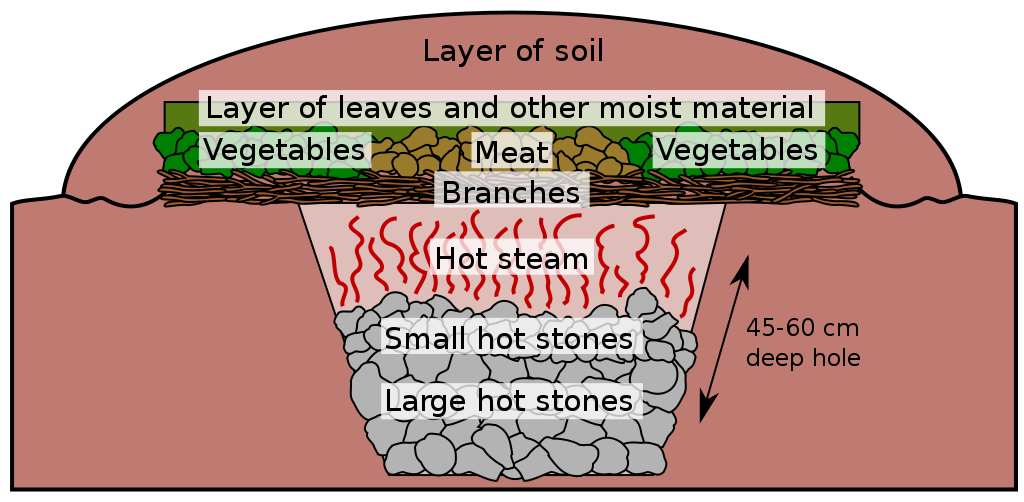 Layer of soil
Layer of leaves and other moist material
Vegetables
Meat
Vegetables
Branches
Hot steam
Small hot stones
Large hot stones
45-60 cm
deep hole